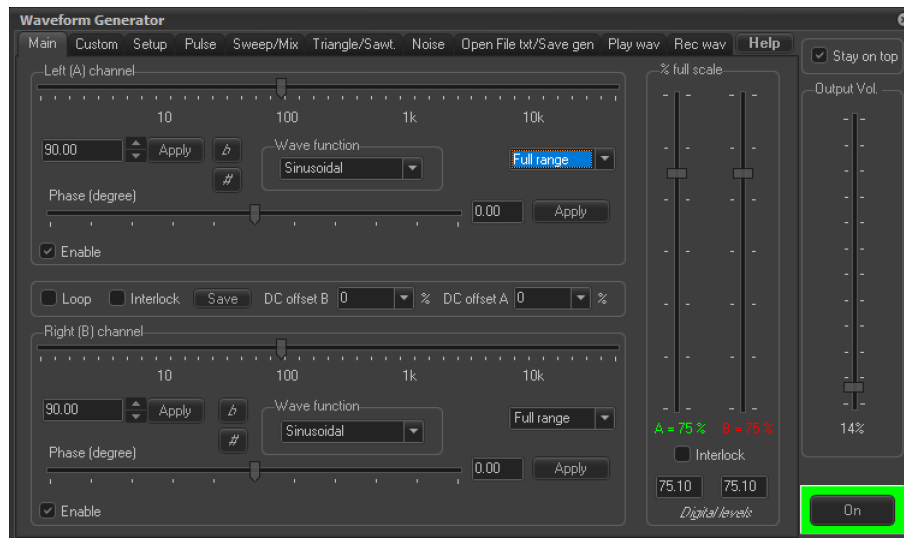 Waveform Generator
Main Custom Setup Pulse Sweep/Mix Triangle/Sawt. Noise Open File txt/Save gen Play wav Rec wav Help
Stay on top
Left (A) channel
10 100 1k 10k
90.00 Apply b Wave function
Sinusoidal
Full range
#
Phase (degree)
0.00 Apply
Enable
Loop Interlock Save DC offset B 0 % DC offset A 0 %
Right (B) channel
10 100 1k 10k
90.00 Apply b Wave function
Sinusoidal
Full range
#
Phase (degree)
0.00 Apply
Enable
% full scale
A = 75 % B = 75 %
Interlock
75.10 75.10
Digital levels
Output Vol.
14%
On